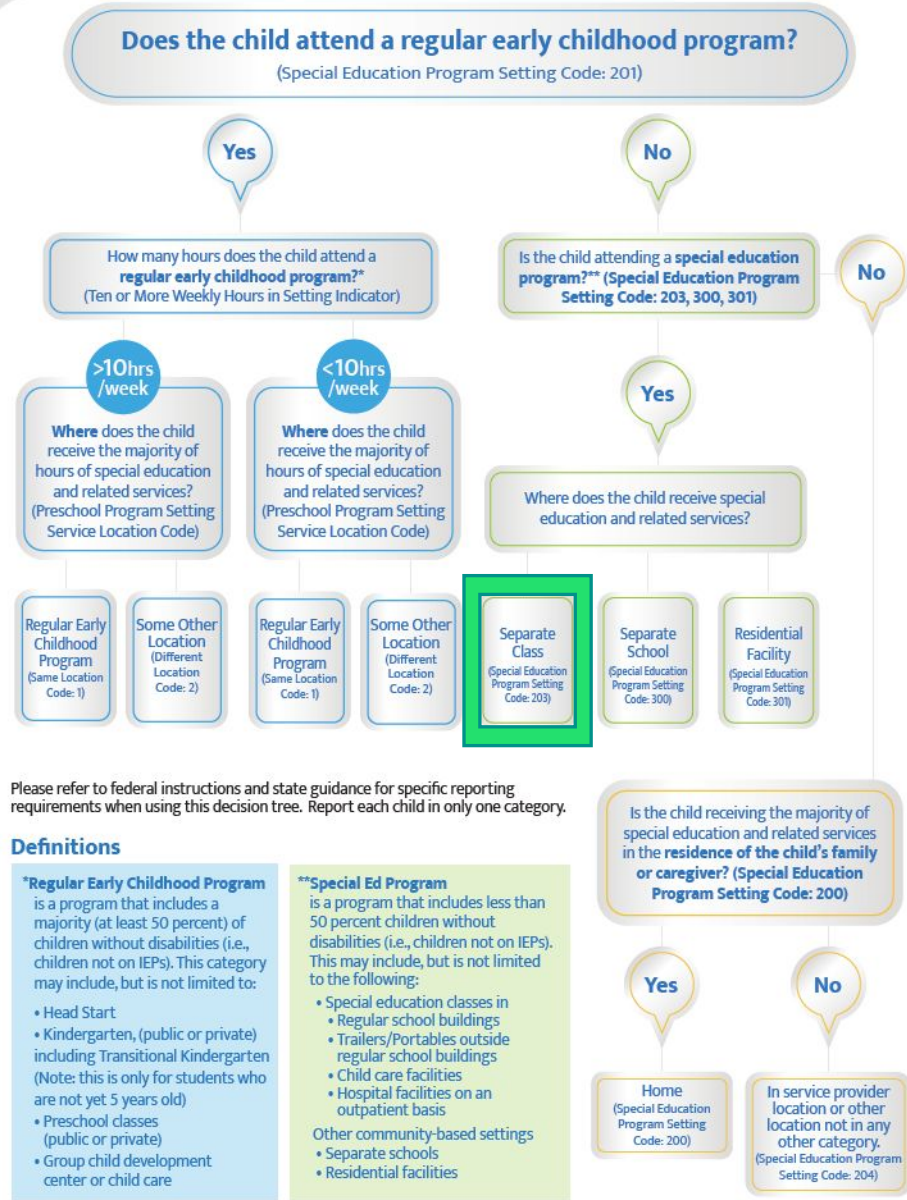 Does the child attend a regular early childhood program?
(Special Education Program Setting Code: 201)
Yes
No
How many hours does the child attend a
regular early childhood program?*
(Ten or More Weekly Hours in Setting Indicator)
Is the child attending a special education
program?** (Special Education Program
Setting Code: 203, 300, 301)
No
>10hrs
/week
Where does the child
receive the majority of
hours of special education
and related services?
(Preschool Program Setting
Service Location Code)
<10hrs
/week
Where does the child
receive the majority of
hours of special education
and related services?
(Preschool Program Setting
Service Location Code)
Yes
Where does the child receive special
education and related services?
Regular Early
Childhood
Program
(Same Location
Code: 1)
Some Other
Location
(Different
Location
Code: 2)
Regular Early
Childhood
Program
(Same Location
Code: 1)
Some Other
Location
(Different
Location
Code: 2)
Separate
Class
(Special Education
Program Setting
Code: 203)
Separate
School
(Special Education
Program Setting
Code: 300)
Residential
Facility
(Special Education
Program Setting
Code: 301)
Please refer to federal instructions and state guidance for specific reporting
requirements when using this decision tree. Report each child in only one category.
Definitions
*Regular Early Childhood Program
is a program that includes a
majority (at least 50 percent) of
children without disabilities (i.e.,
children not on IEPs). This category
may include, but is not limited to:
• Head Start
• Kindergarten, (public or private)
including Transitional Kindergarten
(Note: this is only for students who
are not yet 5 years old)
• Preschool classes
(public or private)
• Group child development
center or child care
**Special Ed Program
is a program that includes less than
50 percent children without
disabilities (i.e., children not on IEPs).
This may include, but is not limited
to the following:
• Special education classes in
• Regular school buildings
• Trailers/Portables outside
regular school buildings
• Child care facilities
• Hospital facilities on an
outpatient basis
Other community-based settings
• Separate schools
• Residential facilities
Is the child receiving the majority of
special education and related services
in the residence of the child's family
or caregiver? (Special Education
Program Setting Code: 200)
Yes
No
Home
(Special Education
Program Setting
Code: 200)
In service provider
location or other
location not in any
other category.
(Special Education Program
Setting Code: 204)